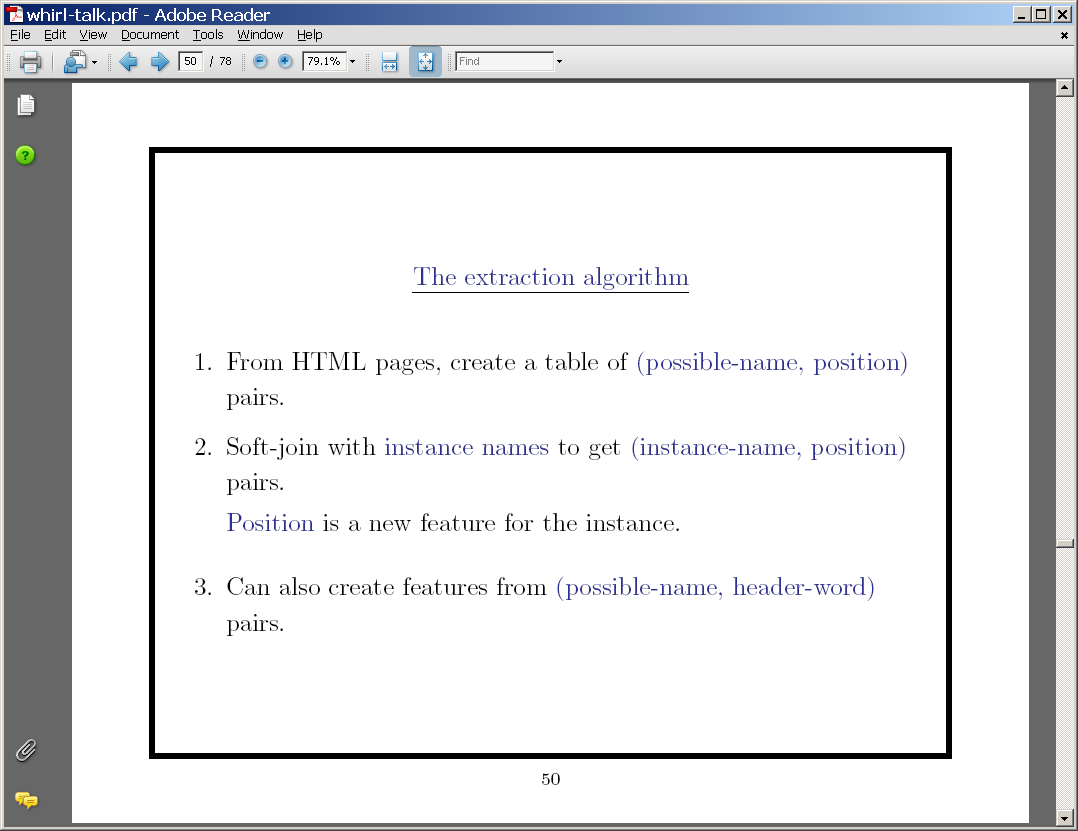 whirl-talk.pdf - Adobe Reader
File Edit View Document Tools Window Help
50 / 78 79.1% Find
The extraction algorithm
1. From HTML pages, create a table of (possible-name, position)
pairs.
2. Soft-join with instance names to get (instance-name, position)
pairs.
Position is a new feature for the instance.
3. Can also create features from (possible-name, header-word)
pairs.
50